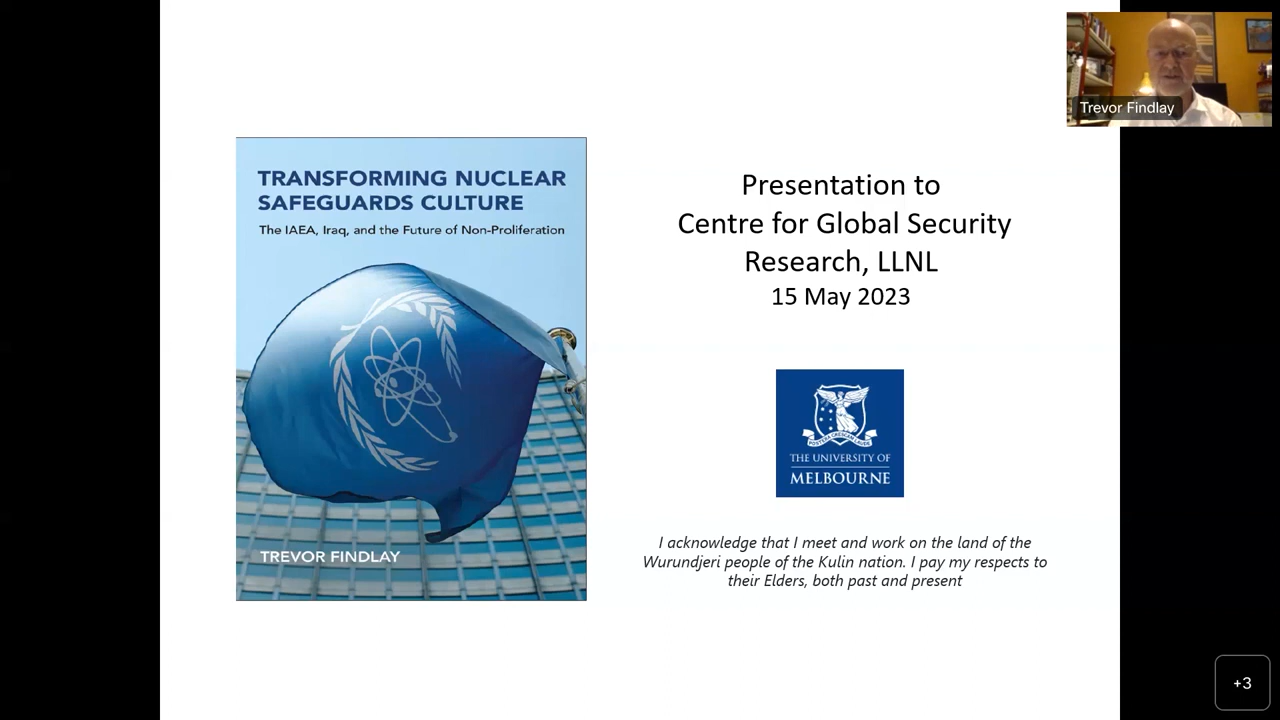 Trevor Findlay
TRANSFORMING NUCLEAR
SAFEGUARDS CULTURE
The IAEA, Iraq, and the Future of Non-Proliferation
TREVOR FINDLAY
Presentation to
Centre for Global Security
Research, LLNL
15 May 2023
THE UNIVERSITY OF
MELBOURNE
I acknowledge that I meet and work on the land of the
Wurundjeri people of the Kulin nation. I pay my respects to
their Elders, both past and present
+3